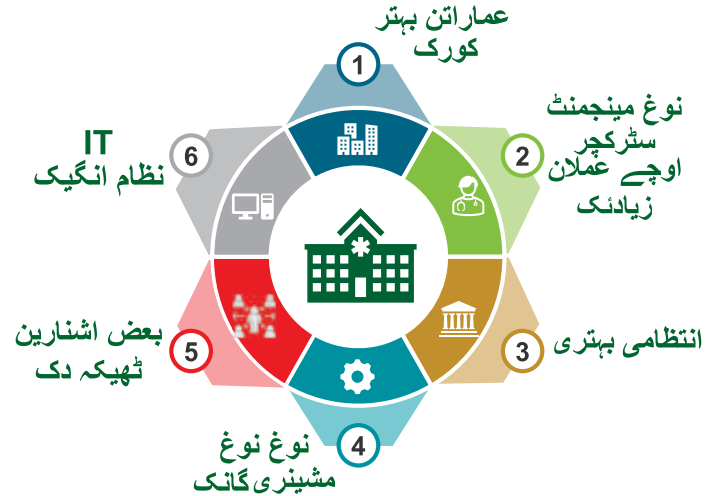 1
عماراتن بہتر
کورک
2
نوغ مینجمنٹ
سٹرکچر
اوچے عملان
زیادئک
3
انتظامی بہتری
4
نوغ نوغ
مشینری گانک
5
بعض اشنارین
ٹھیکہ دک
6
IT
نظام انگیک